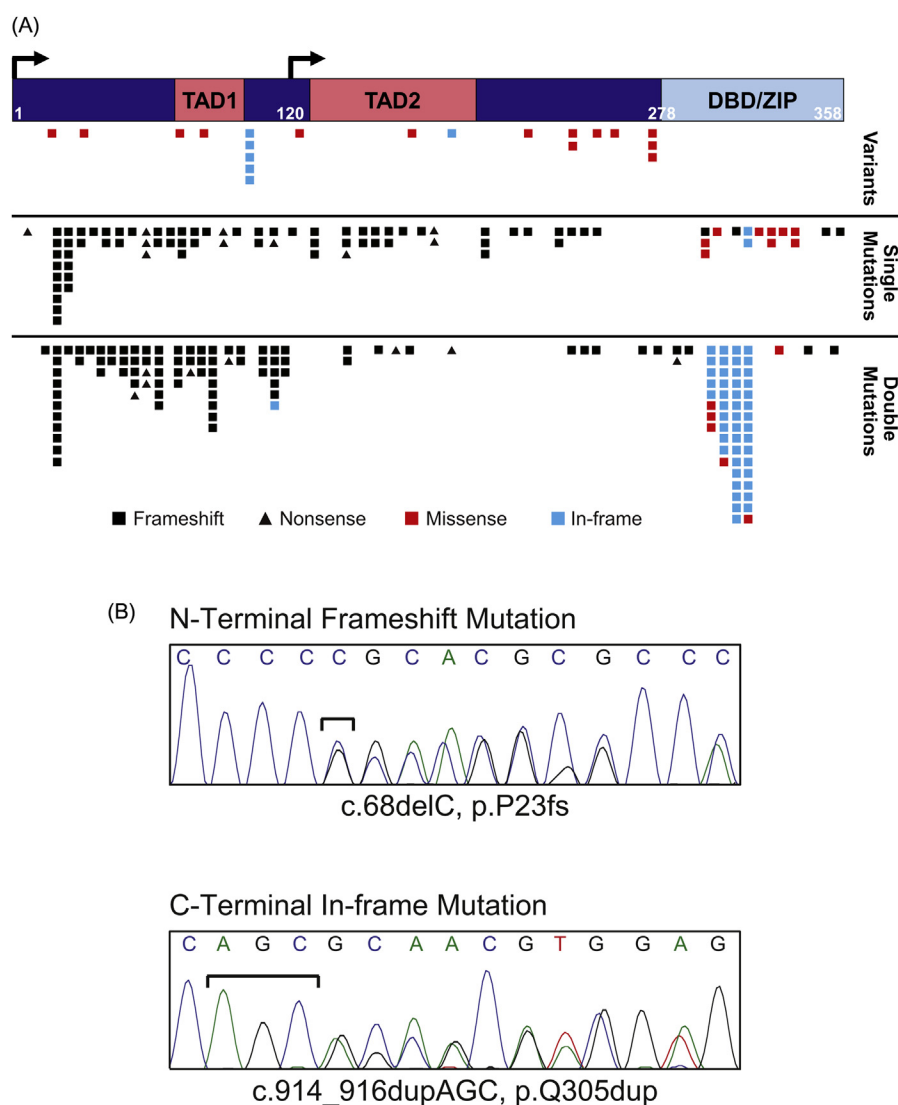 (A)
TAD1 TAD2 DBD/ZIP
1 120 278 358
Variants
Single
Mutations
Double
Mutations
Frameshift Nonsense Missense In-frame
(B)
N-Terminal Frameshift Mutation
C C C C C G C A C G C G C C C
c.68delC, p.P23fs
C-Terminal In-frame Mutation
C A G C G C A A C G T G G A G
c.914_916dupAGC, p.Q305dup